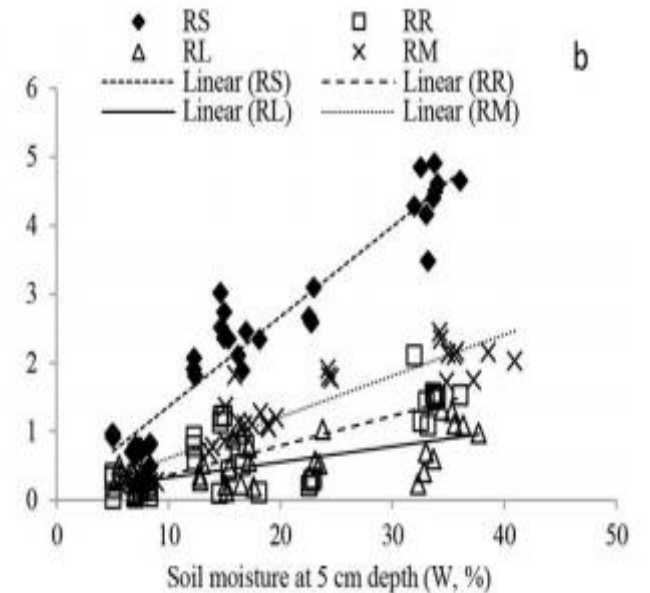 RS RR
RL RM b
Linear (RS) Linear (RR)
Linear (RL) Linear (RM)
6
5
4
3
2
1
0
0 10 20 30 40 50
Soil moisture at 5 cm depth (W, %)